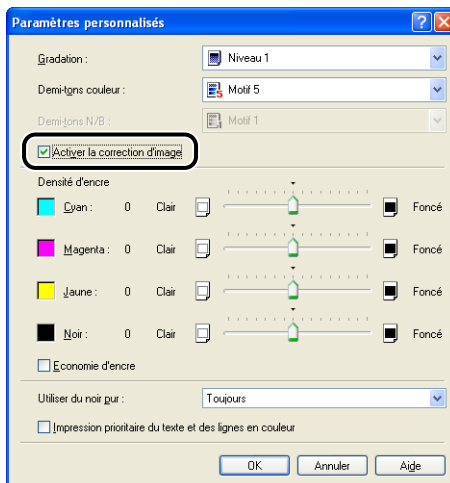 Paramètres personnalisés
Gradation : Niveau 1
Demi-tons couleur : Motif 5
Demi-tons N/B : Motif 1
Activer la correction d'image
Densité d'encre
Cyan : 0 Clair Foncé
Magenta : 0 Clair Foncé
Jaune : 0 Clair Foncé
Noir : 0 Clair Foncé
Economie d'encre
Utiliser du noir pur : Toujours
Impression prioritaire du texte et des lignes en couleur
OK Annuler Aide